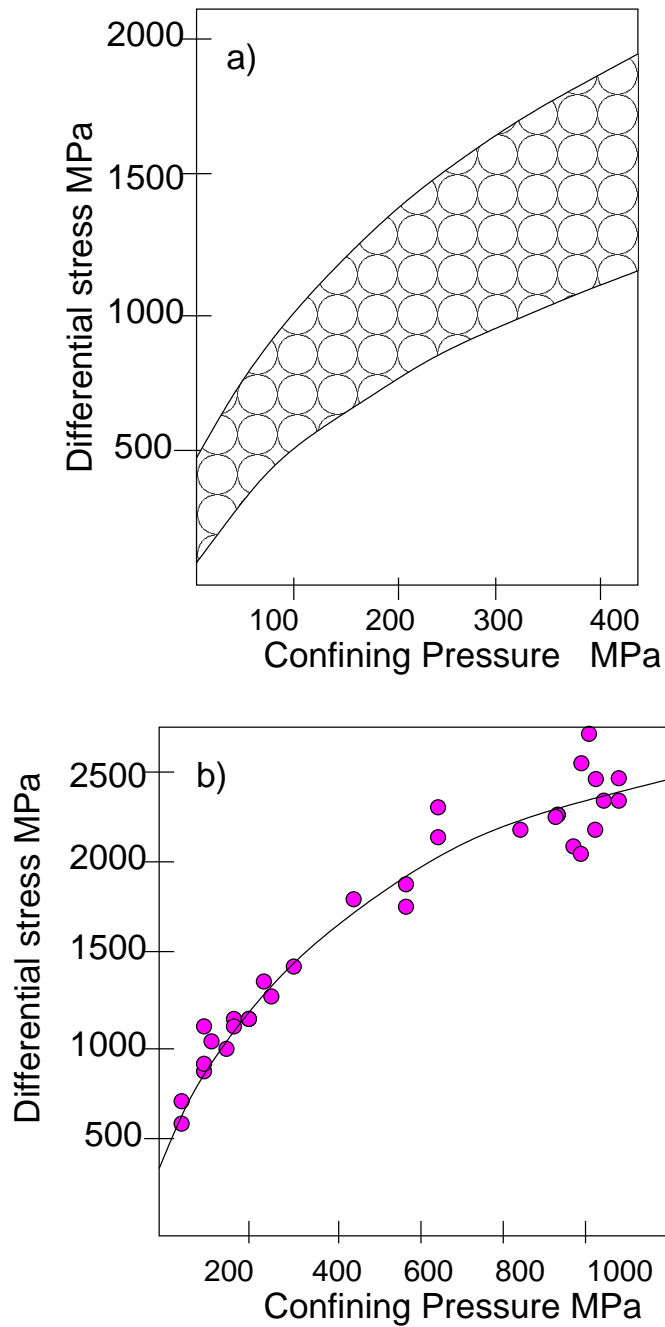 2000
a)
1500
Differential stress MPa
1000
500
100 200 300 400
Confining Pressure MPa
2500
b)
2000
Differential stress MPa
1500
1000
500
200 400 600 800 1000
Confining Pressure MPa